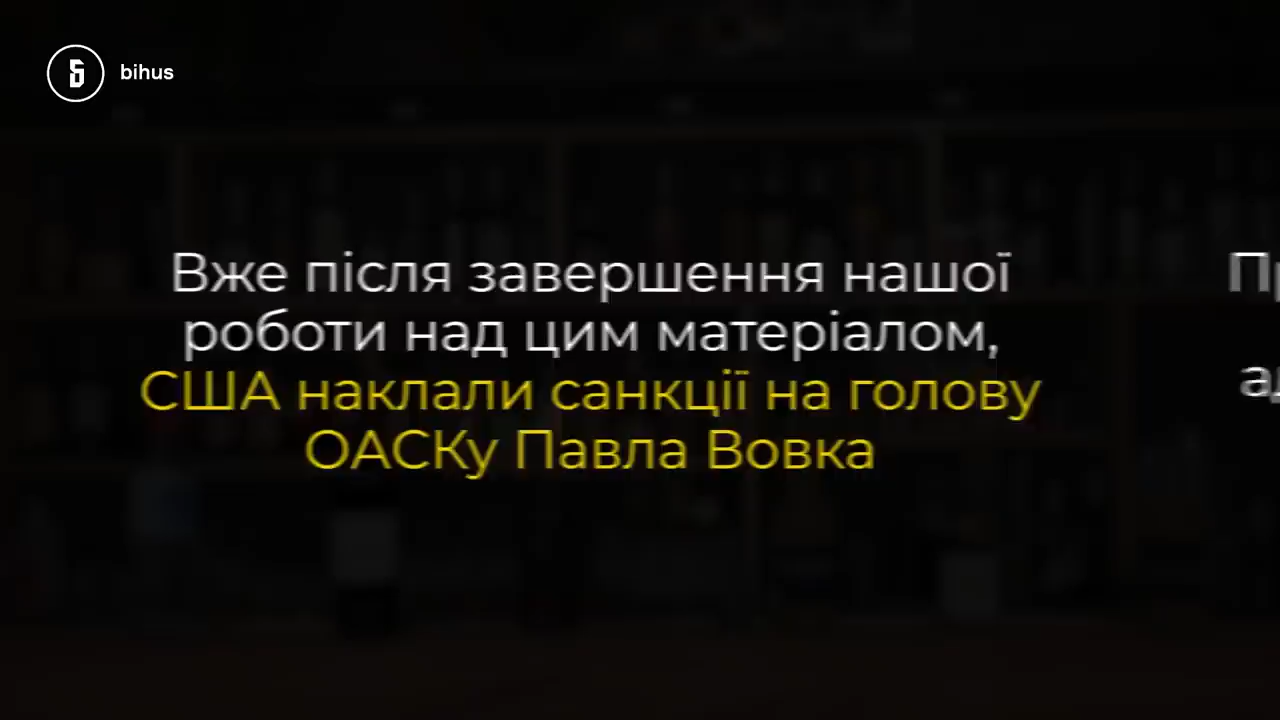 bihus
Вже після завершення нашої
роботи над цим матеріалом,
США наклали санкції на голову
ОАСКу Павла Вовка